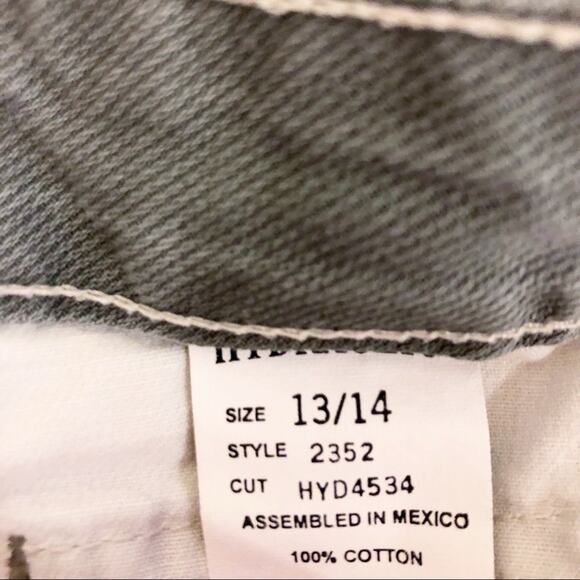 SIZE 13/14
STYLE 2352
CUT HYD4534
ASSEMBLED IN MEXICO
100% COTTON